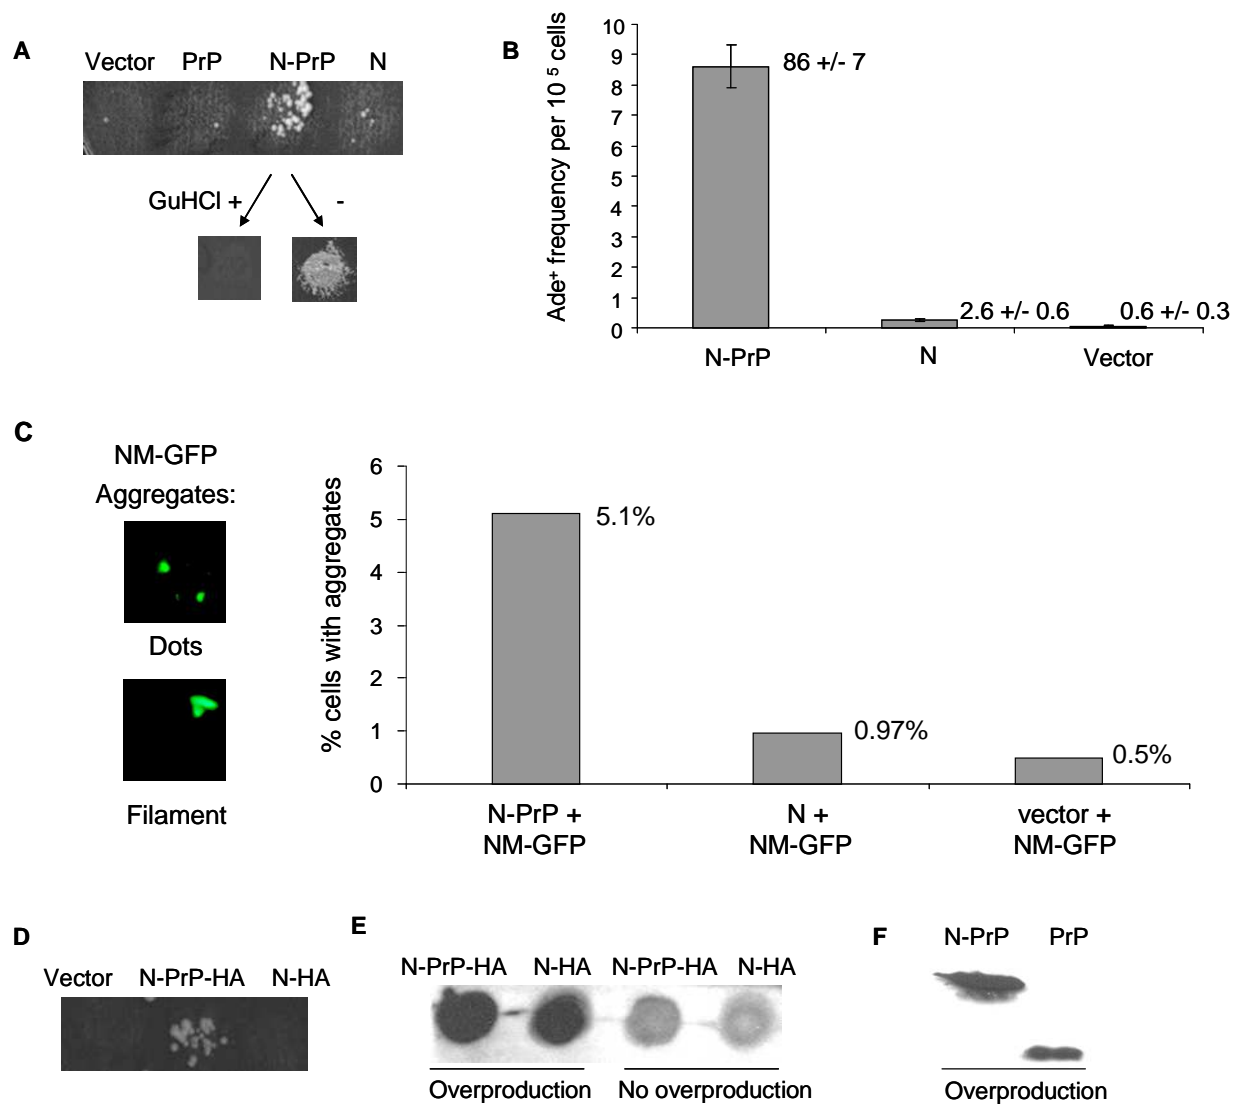 A
Vector PrP N-PrP N
GuHCl + -
B
Ade+ frequency per 10 5 cells
10
9
8
7
6
5
4
3
2
1
0
86 +/- 7
2.6 +/- 0.6
0.6 +/- 0.3
N-PrP N Vector
C
NM-GFP
Aggregates:
Dots
Filament
% cells with aggregates
6
5
4
3
2
1
0
5.1%
0.97%
0.5%
N-PrP + N + vector +
NM-GFP NM-GFP NM-GFP
D
Vector N-PrP-HA N-HA
E
N-PrP-HA N-HA N-PrP-HA N-HA
Overproduction No overproduction
F
N-PrP PrP
Overproduction